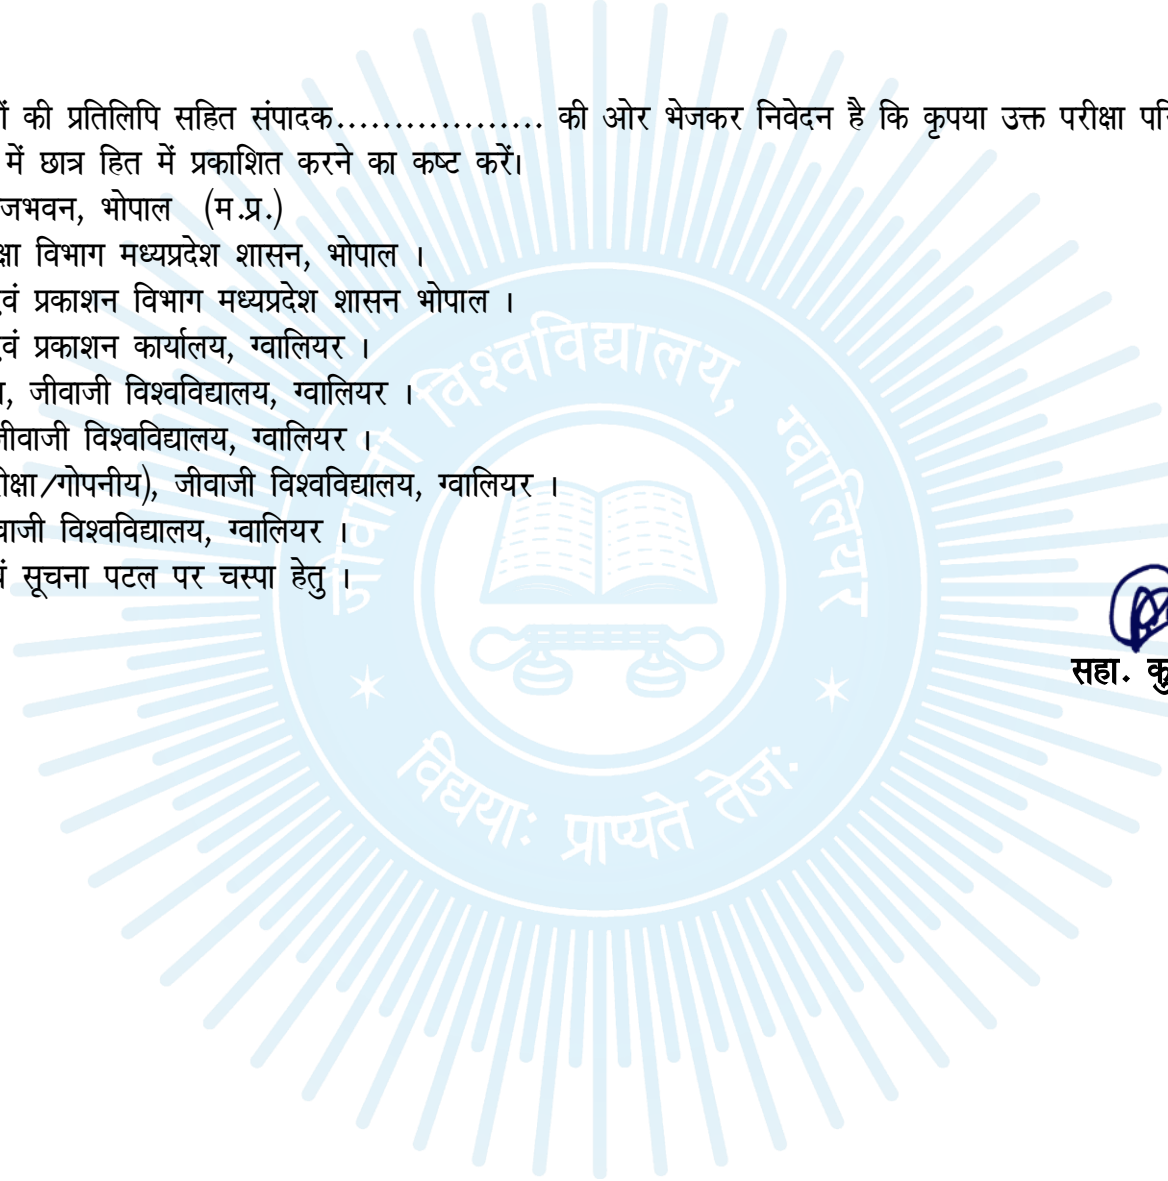 की प्रतिलिपि सहित संपादक.................. की ओर भेजकर निवेदन है कि कृपया उक्त परीक्षा
में छात्र हित में प्रकाशित करने का कष्ट करें।
जभवन, भोपाल (म.प्र.)
क्षा विभाग मध्यप्रदेश शासन, भोपाल ।
वं प्रकाशन विभाग मध्यप्रदेश शासन भोपाल ।
वं प्रकाशन कार्यालय, ग्वालियर ।
जीवाजी विश्वविद्यालय, ग्वालियर ।
जीवाजी विश्वविद्यालय, ग्वालियर ।
रीक्षा/गोपनीय), जीवाजी विश्वविद्यालय, ग्वालियर ।
वाजी विश्वविद्यालय, ग्वालियर ।
वं सूचना पटल पर चस्पा हेतु ।
सहा. कु
जीवाजी विश्वविद्यालय, ग्वालियर
विद्यया: प्राप्यते तेज: